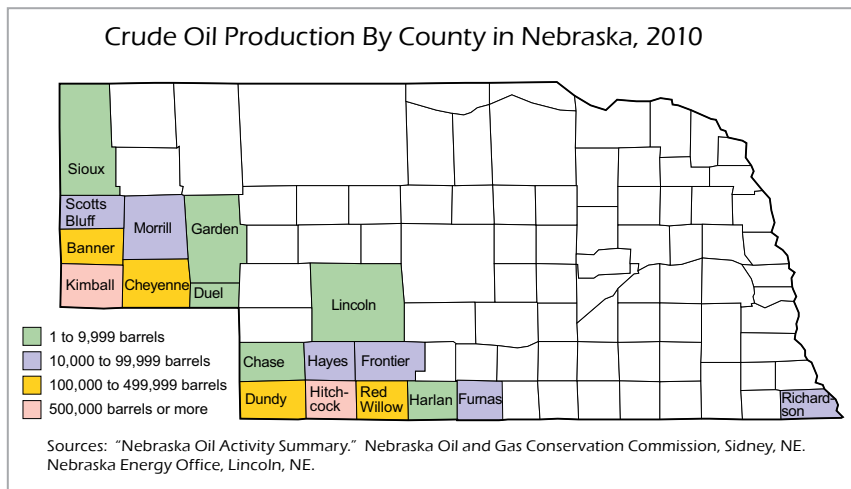 Crude Oil Production By County in Nebraska, 2010
Sioux
Scotts
Bluff
Morrill
Garden
Banner
Kimball
Cheyenne
Duel
Lincoln
1 to 9,999 barrels
10,000 to 99,999 barrels
100,000 to 499,999 barrels
500,000 barrels or more
Chase
Hayes
Frontier
Dundy
Hitch-
cock
Red
Willow
Harlan
Furnas
Richard-
son
Sources: "Nebraska Oil Activity Summary." Nebraska Oil and Gas Conservation Commission, Sidney, NE.
Nebraska Energy Office, Lincoln, NE.